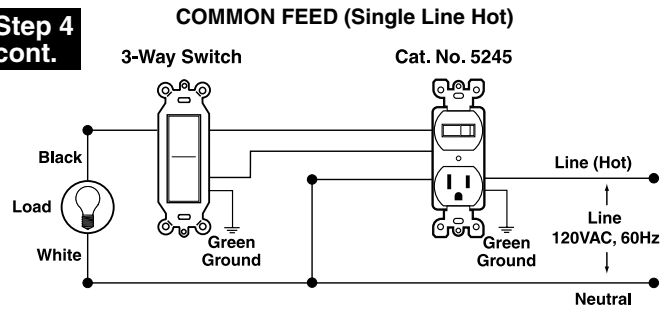 Step 4
cont.
COMMON FEED (Single Line Hot)
3-Way Switch
Cat. No. 5245
Black
Load
White
Green
Ground
Green
Ground
Line (Hot)
Line
120VAC, 60Hz
Neutral